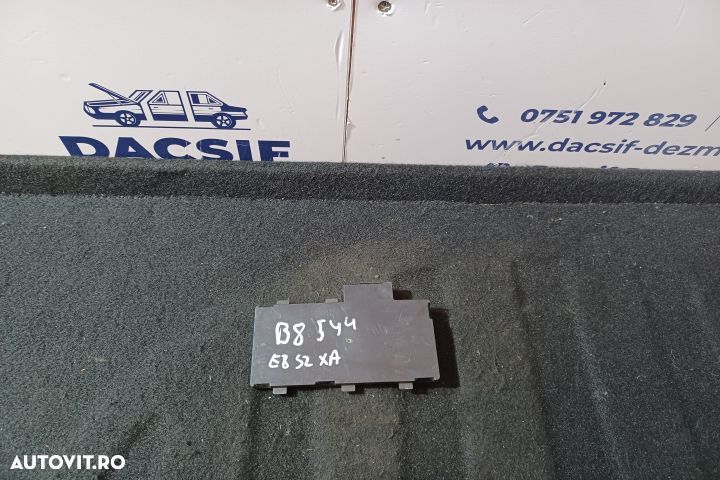 DACSIF
0751 972 829
www.dacsif-dezm
B8 544
E8 S2 XA
AUTOVIT.RO